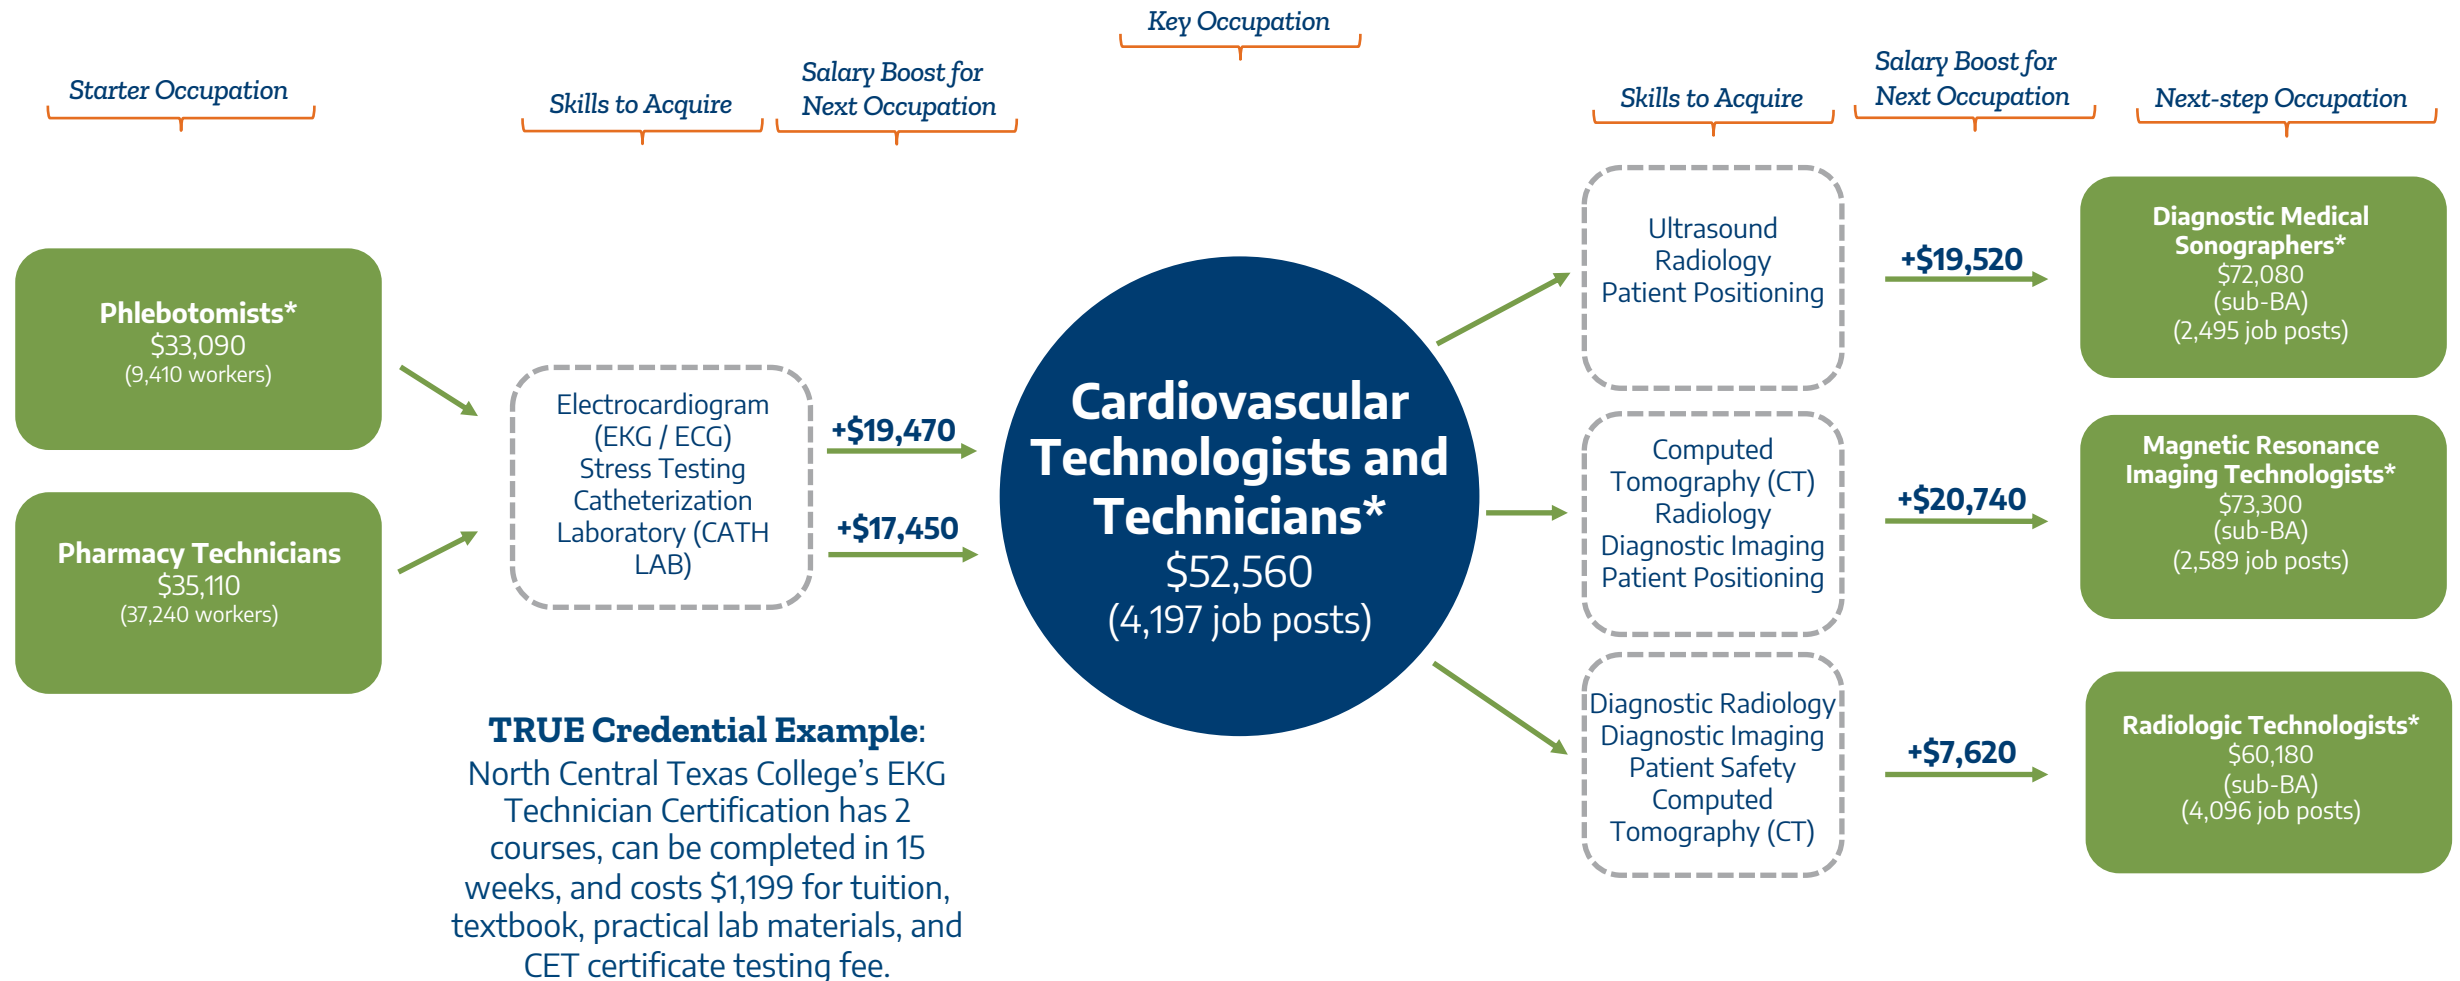 Key Occupation
Starter Occupation
Skills to Acquire
Salary Boost for
Next Occupation
Skills to Acquire
Salary Boost for
Next Occupation
Next-step Occupation
Phlebotomists*
$33,090
(9,410 workers)
Pharmacy Technicians
$35,110
(37,240 workers)
Electrocardiogram
(EKG / ECG)
Stress Testing
Catheterization
Laboratory (CATH
LAB)
+$19,470
+$17,450
Cardiovascular
Technologists and
Technicians*
$52,560
(4,197 job posts)
Ultrasound
Radiology
Patient Positioning
+$19,520
Diagnostic Medical
Sonographers*
$72,080
(sub-BA)
(2,495 job posts)
Computed
Tomography (CT)
Radiology
Diagnostic Imaging
Patient Positioning
+$20,740
Magnetic Resonance
Imaging Technologists*
$73,300
(sub-BA)
(2,589 job posts)
Diagnostic Radiology
Diagnostic Imaging
Patient Safety
Computed
Tomography (CT)
+$7,620
Radiologic Technologists*
$60,180
(sub-BA)
(4,096 job posts)
TRUE Credential Example:
North Central Texas College’s EKG
Technician Certification has 2
courses, can be completed in 15
weeks, and costs $1,199 for tuition,
textbook, practical lab materials, and
CET certificate testing fee.